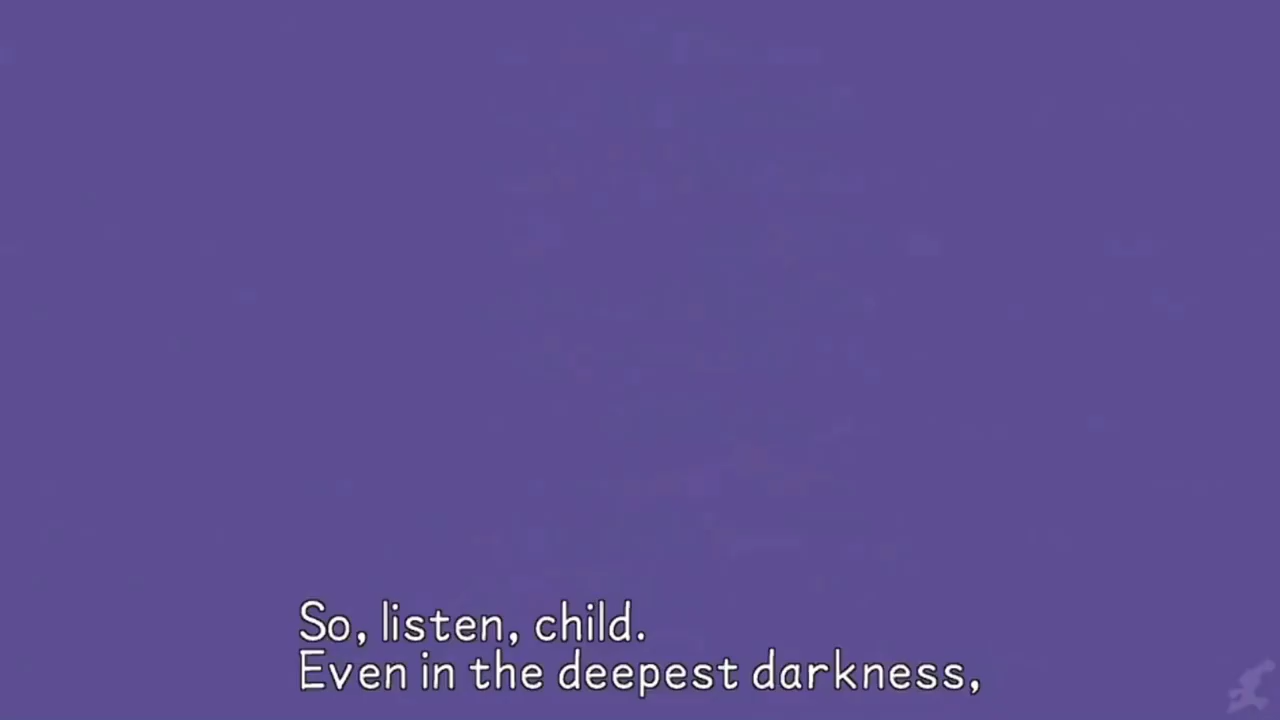 So, listen, child.
Even in the deepest darkness,